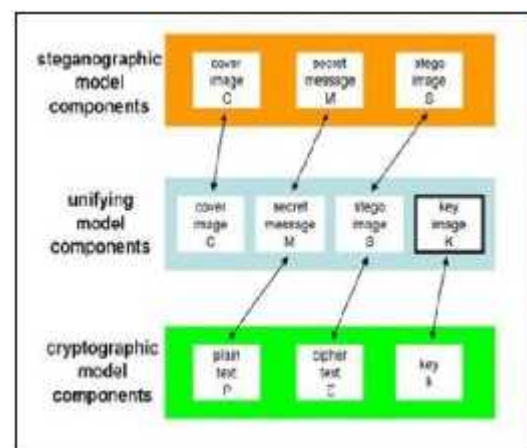 steganographic
model
components
cover
image
C
secret
message
M
stego
image
S
unifying
model
components
cover
image
C
secret
message
M
stego
image
S
key
image
K
cryptographic
model
components
plain
text
P
cipher
text
key